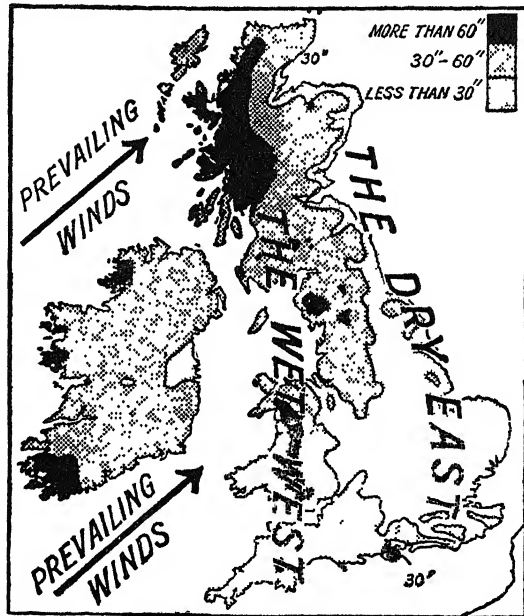 MORE THAN 60"
30"-60"
LESS THAN 30"
30"
PREVAILING
WINDS
THE DRY EAST
THE WET WEST
PREVAILING
WINDS
30"